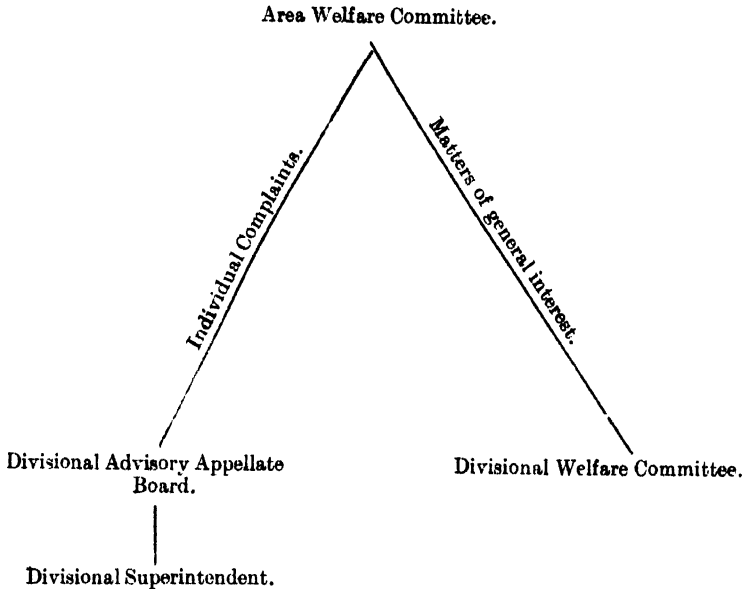 Area Welfare Committee.
Individual Complaints.
Matters of general interest.
Divisional Advisory Appellate
Board.
Divisional Welfare Committee.
Divisional Superintendent.